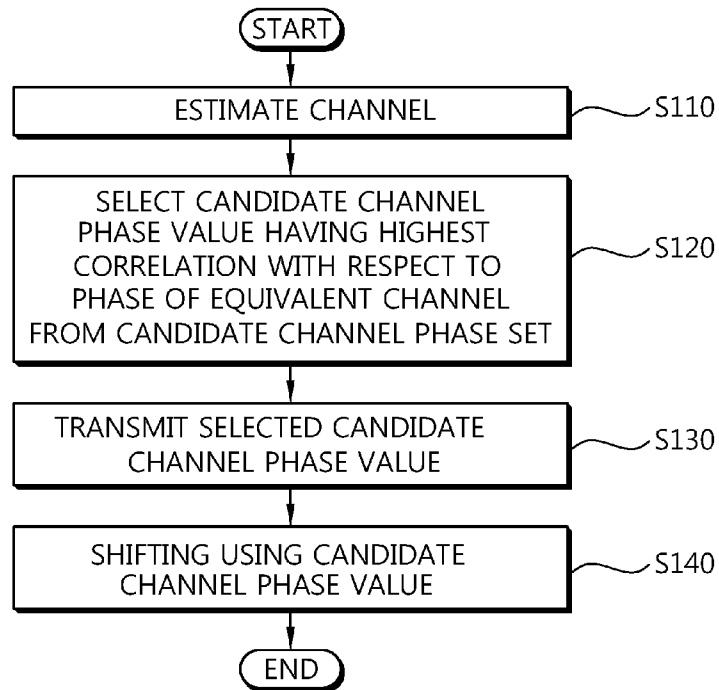 START
ESTIMATE CHANNEL
S110
SELECT CANDIDATE CHANNEL
PHASE VALUE HAVING HIGHEST
CORRELATION WITH RESPECT TO
PHASE OF EQUIVALENT CHANNEL
FROM CANDIDATE CHANNEL PHASE SET
S120
TRANSMIT SELECTED CANDIDATE
CHANNEL PHASE VALUE
S130
SHIFTING USING CANDIDATE
CHANNEL PHASE VALUE
S140
END